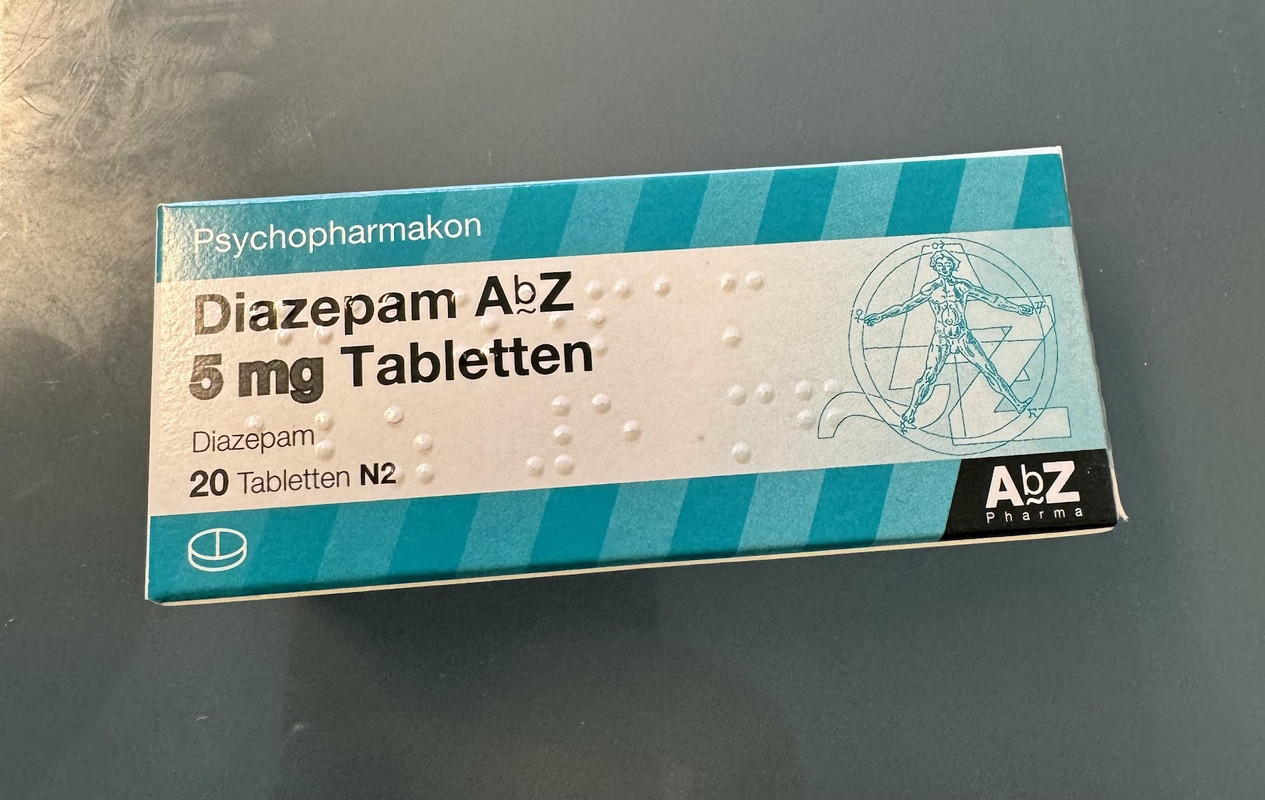 Psychopharmakon
Diazepam AbZ
5 mg Tabletten
Diazepam
20 Tabletten N2
AbZ
Pharma